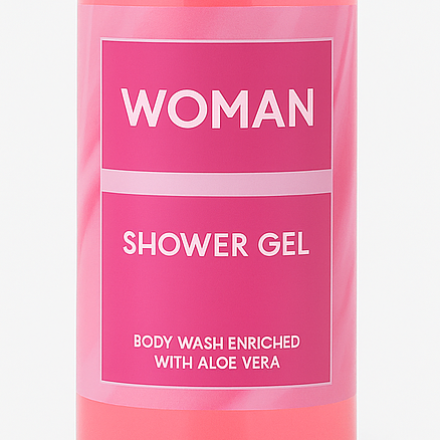 WOMAN
SHOWER GEL
BODY WASH ENRICHED
WITH ALOE VERA